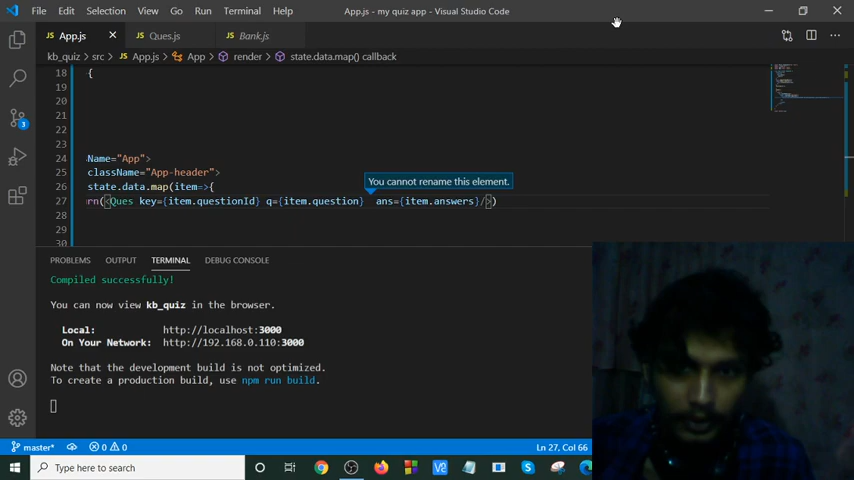 File Edit Selection View Go Run Terminal Help App.js - my quiz app - Visual Studio Code
JS App.js JS Ques.js JS Bank.js
kb_quiz > src > JS App.js > App > render > state.data.map() callback
18 {
19
20
21
22
23
24 Name="App">
25 className="App-header">
26 state.data.map(item=>{
You cannot rename this element.
27 rn(<Ques key={item.questionId} q={item.question} ans={item.answers}/>)
28
29
30
PROBLEMS OUTPUT TERMINAL DEBUG CONSOLE
Compiled successfully!
You can now view kb_quiz in the browser.
Local: http://localhost:3000
On Your Network: http://192.168.0.110:3000
Note that the development build is not optimized.
To create a production build, use npm run build.
3
master* 0 0 Ln 27, Col 66
Type here to search